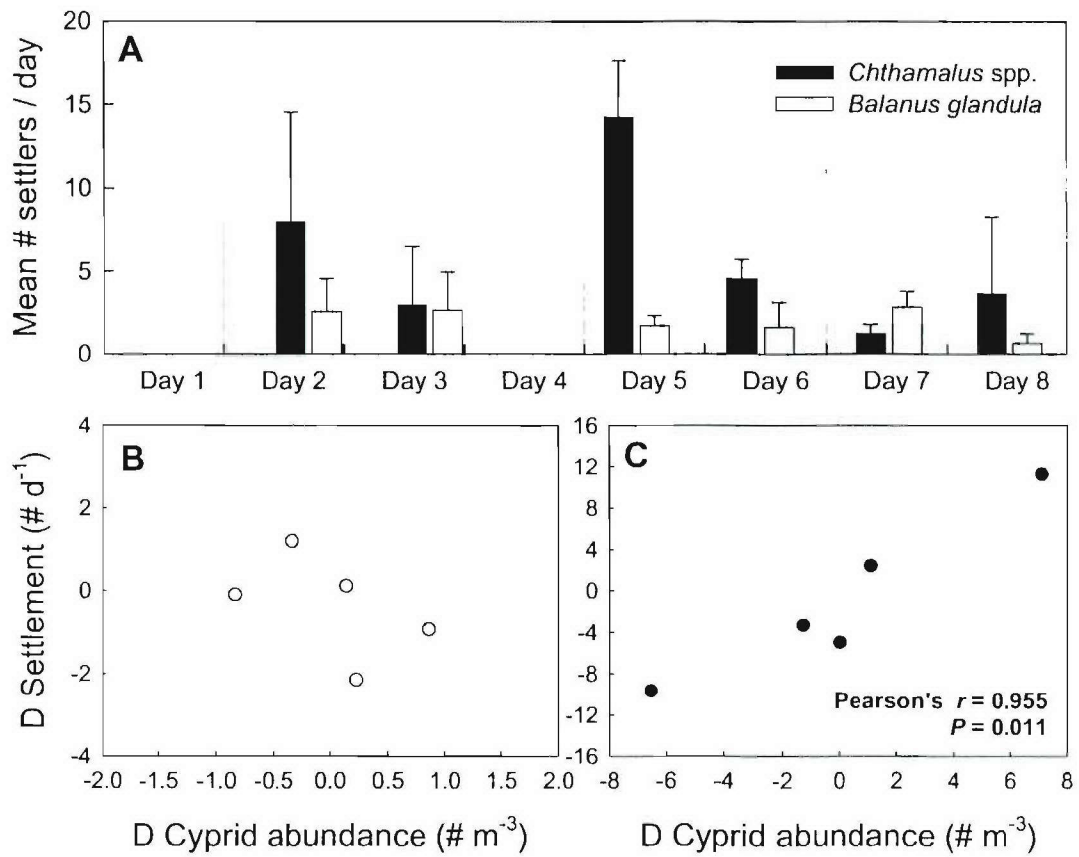 A
Chthamalus spp.
Balanus glandula
Mean # settlers / day
20
15
10
5
0
Day 1 Day 2 Day 3 Day 4 Day 5 Day 6 Day 7 Day 8
B
D Settlement (# d⁻¹)
4
2
0
-2
-4
-2.0 -1.5 -1.0 -0.5 0.0 0.5 1.0 1.5 2.0
D Cyprid abundance (# m⁻³)
C
16
12
8
4
0
-4
-8
-12
-16
Pearson's r = 0.955
P = 0.011
-8 -6 -4 -2 0 2 4 6 8
D Cyprid abundance (# m⁻³)